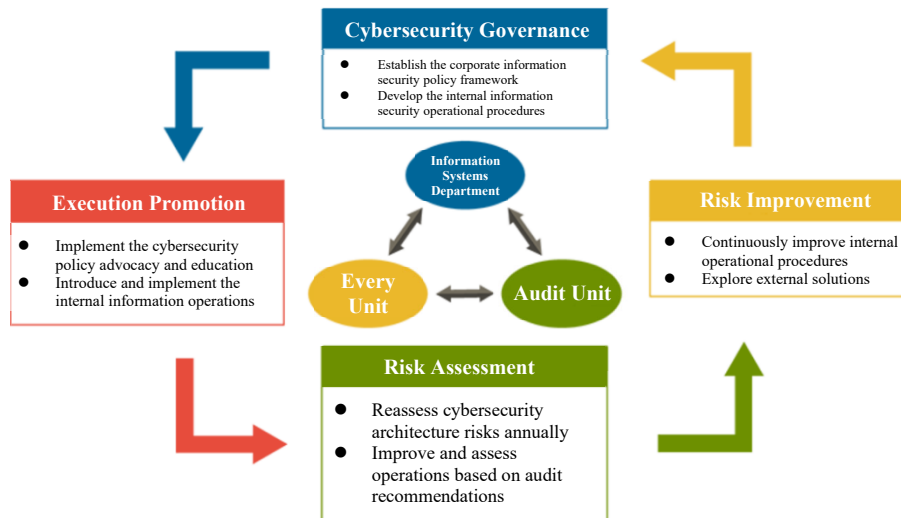 Cybersecurity Governance
● Establish the corporate information
security policy framework
● Develop the internal information
security operational procedures
Information
Systems
Department
Execution Promotion
● Implement the cybersecurity
policy advocacy and education
● Introduce and implement the
internal information operations
Every
Unit
Audit Unit
Risk Improvement
● Continuously improve internal
operational procedures
● Explore external solutions
Risk Assessment
● Reassess cybersecurity
architecture risks annually
● Improve and assess
operations based on audit
recommendations